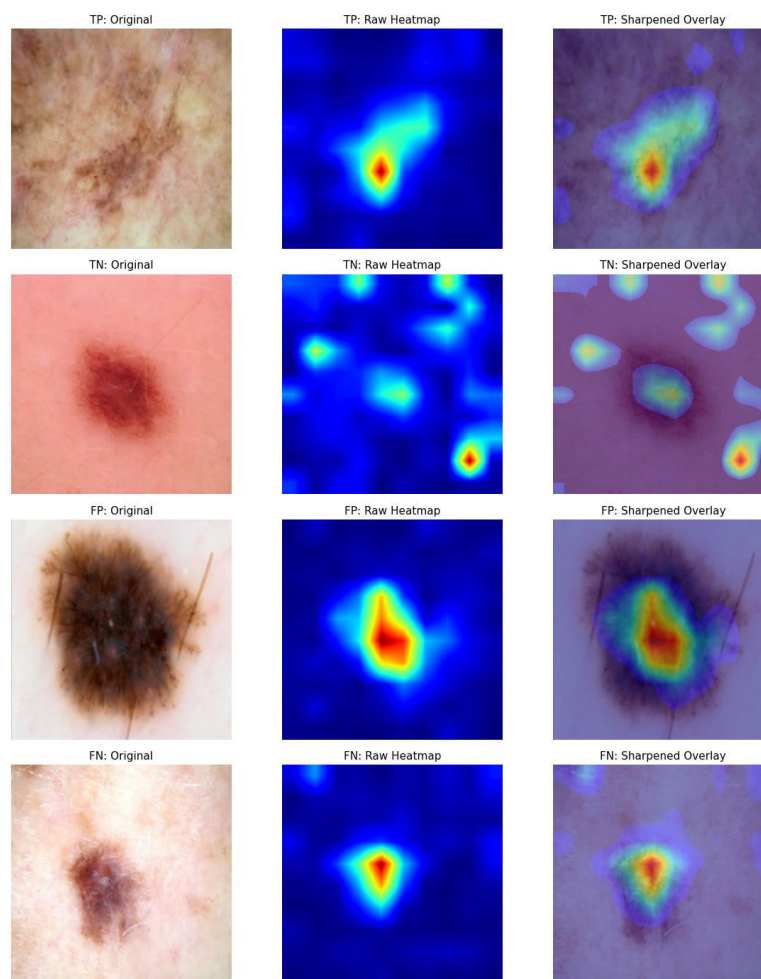 TP: Original
TP: Raw Heatmap
TP: Sharpened Overlay
TN: Original
TN: Raw Heatmap
TN: Sharpened Overlay
FP: Original
FP: Raw Heatmap
FP: Sharpened Overlay
FN: Original
FN: Raw Heatmap
FN: Sharpened Overlay